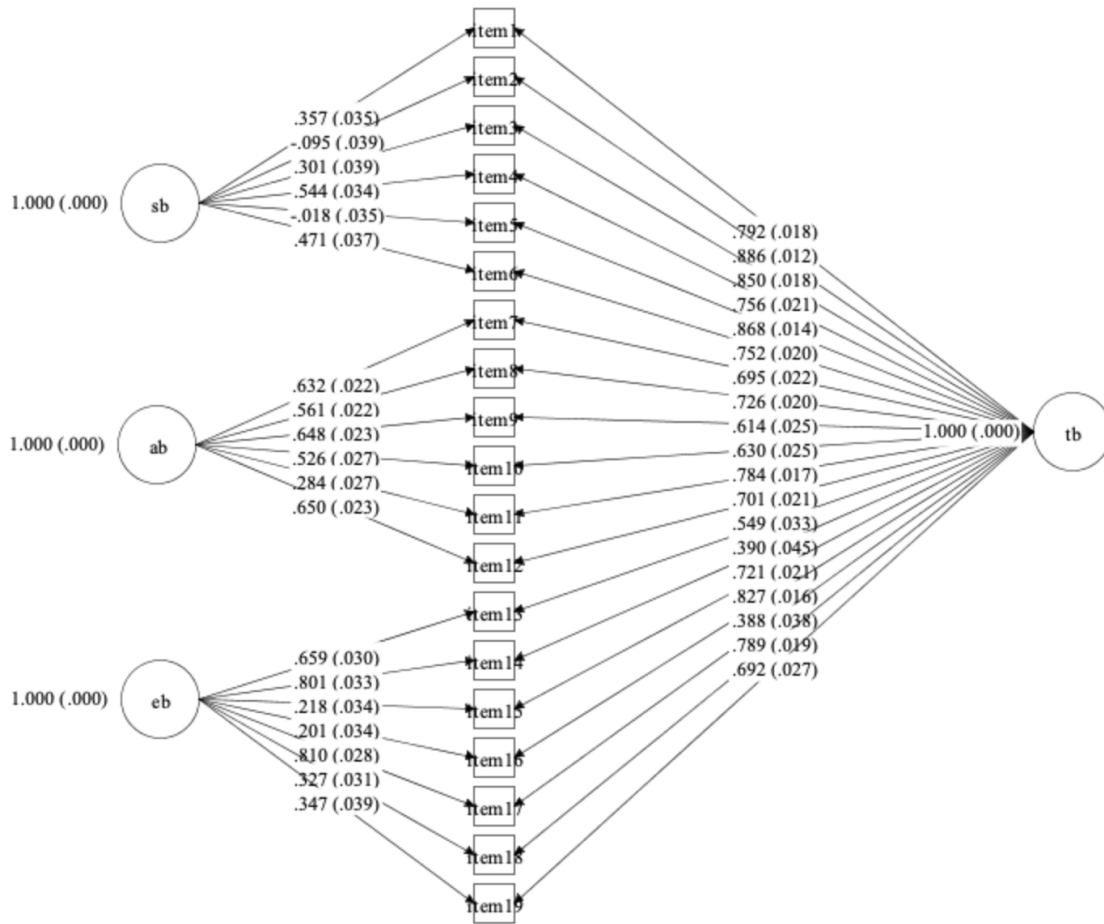 item1
item2
item3
item4
item5
item6
item7
item8
item9
item10
item11
item12
item13
item14
item15
item16
item17
item18
item19
1.000 (.000)
sb
.357 (.035)
-.095 (.039)
.301 (.039)
.544 (.034)
-.018 (.035)
.471 (.037)
1.000 (.000)
ab
.632 (.022)
.561 (.022)
.648 (.023)
.526 (.027)
.284 (.027)
.650 (.023)
1.000 (.000)
eb
.659 (.030)
.801 (.033)
.218 (.034)
.201 (.034)
.810 (.028)
.327 (.031)
.347 (.039)
.792 (.018)
.886 (.012)
.850 (.018)
.756 (.021)
.868 (.014)
.752 (.020)
.695 (.022)
.726 (.020)
.614 (.025)
.630 (.025)
.784 (.017)
.701 (.021)
.549 (.033)
.390 (.045)
.721 (.021)
.827 (.016)
.388 (.038)
.789 (.019)
.692 (.027)
1.000 (.000)
tb